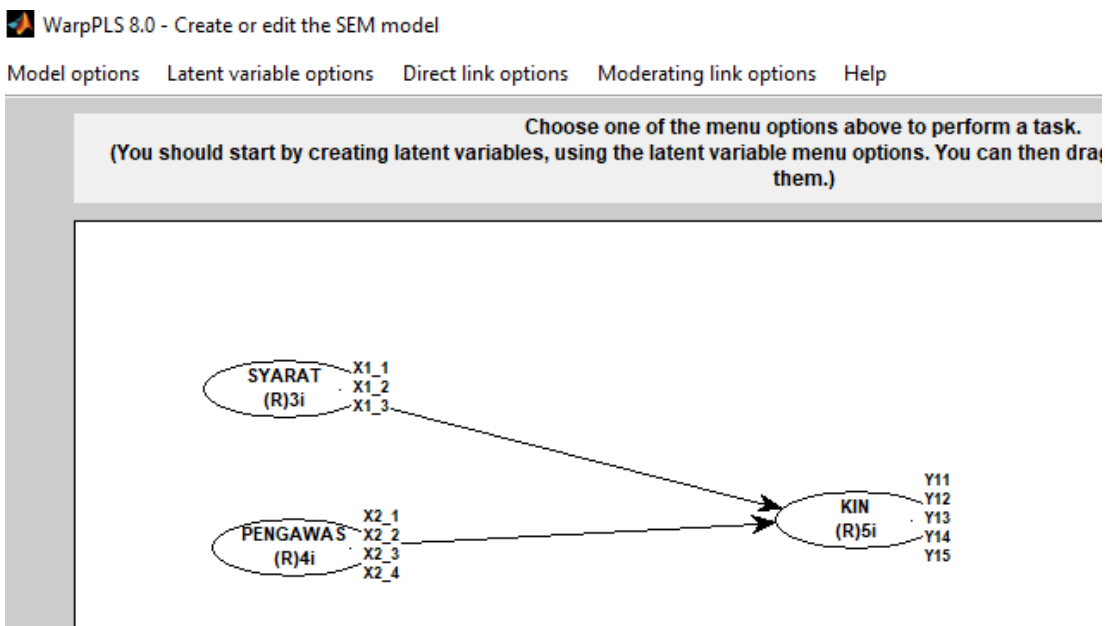 WarpPLS 8.0 - Create or edit the SEM model
Model options Latent variable options Direct link options Moderating link options Help
Choose one of the menu options above to perform a task.
(You should start by creating latent variables, using the latent variable menu options. You can then
them.)
SYARAT
(R)3i
X1_1
X1_2
X1_3
PENGAWAS
(R)4i
X2_1
X2_2
X2_3
X2_4
KIN
(R)5i
Y11
Y12
Y13
Y14
Y15